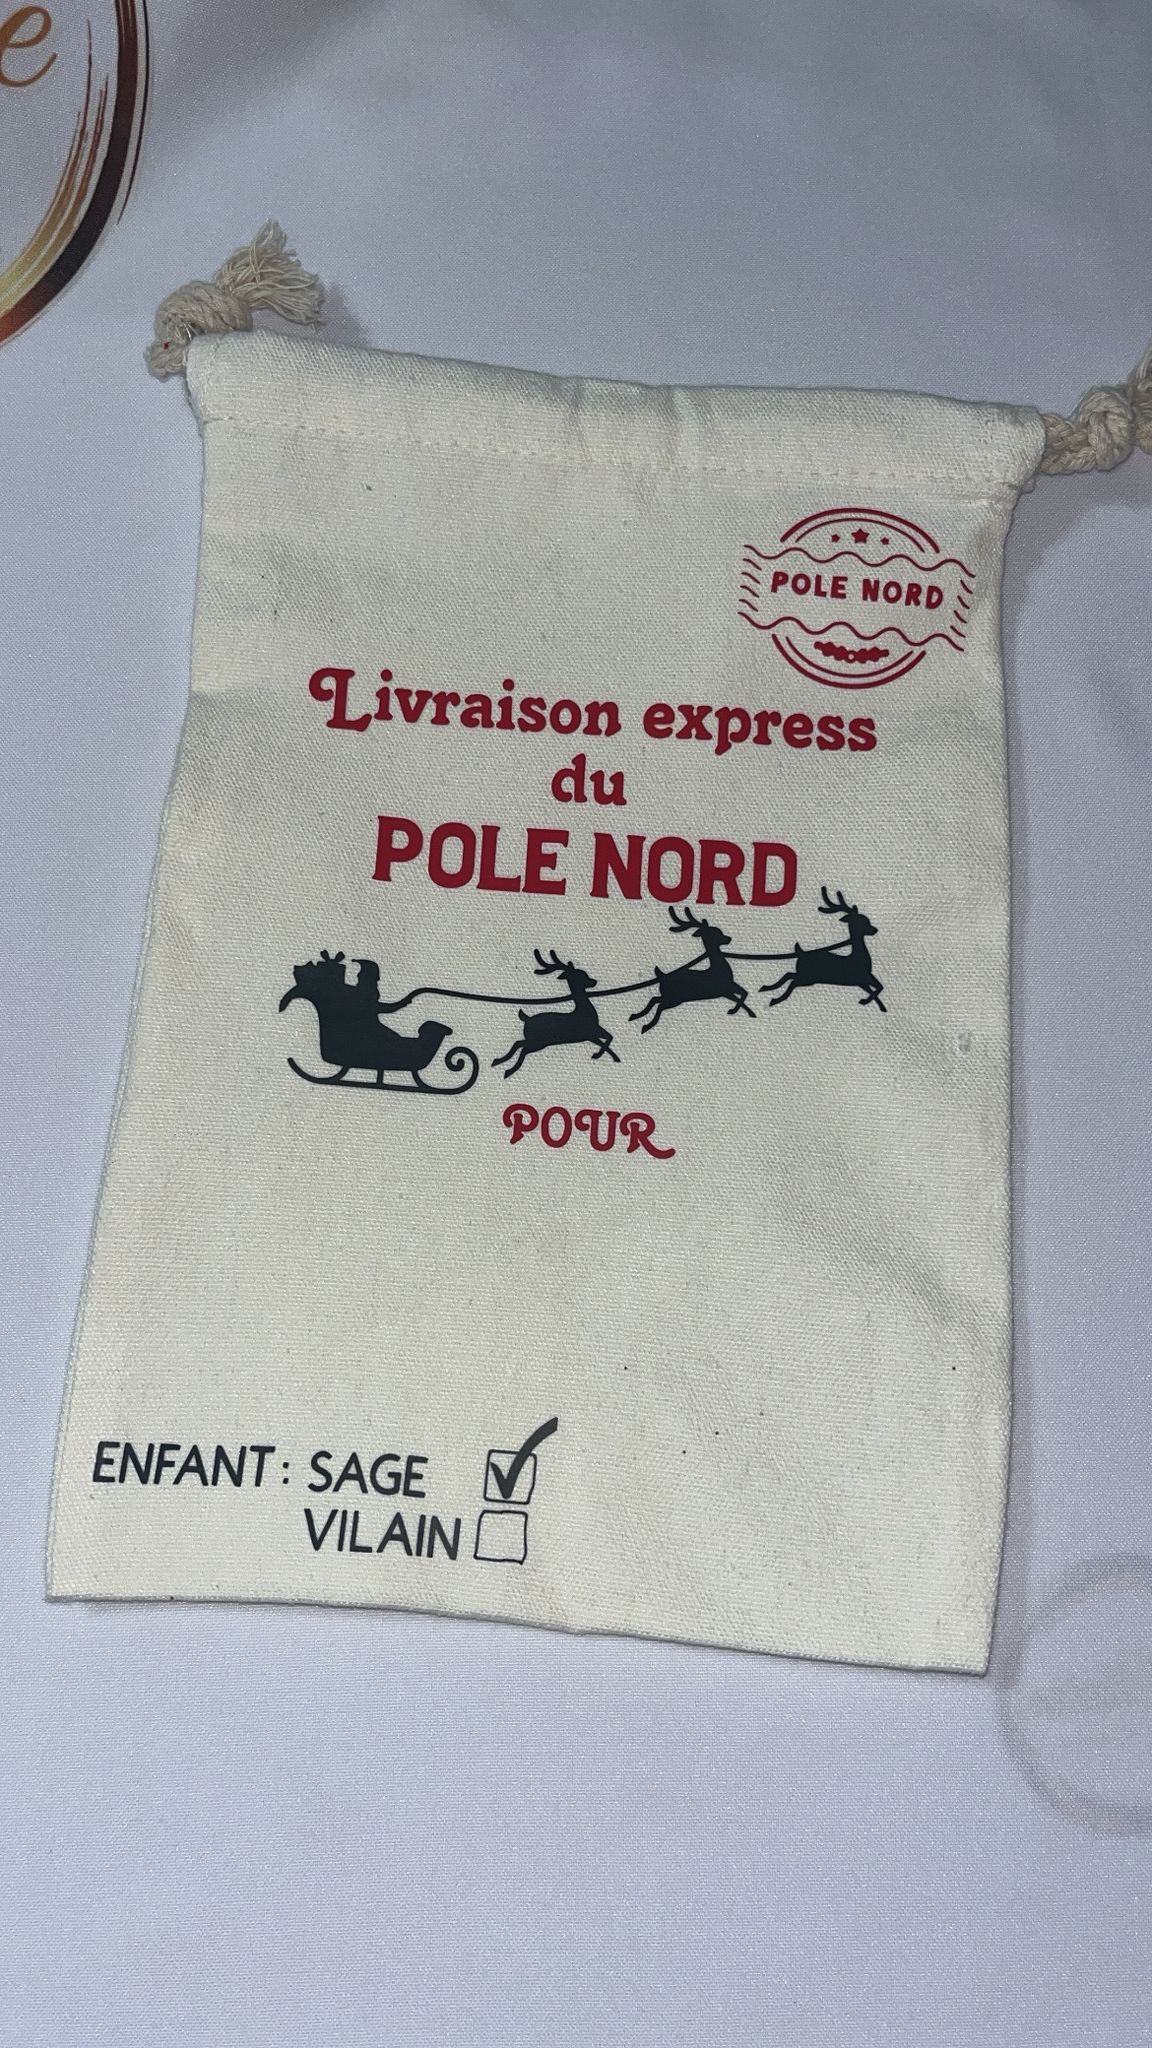 e
POLE NORD
Livraison express
du
POLE NORD
POUR
ENFANT: SAGE
VILAIN